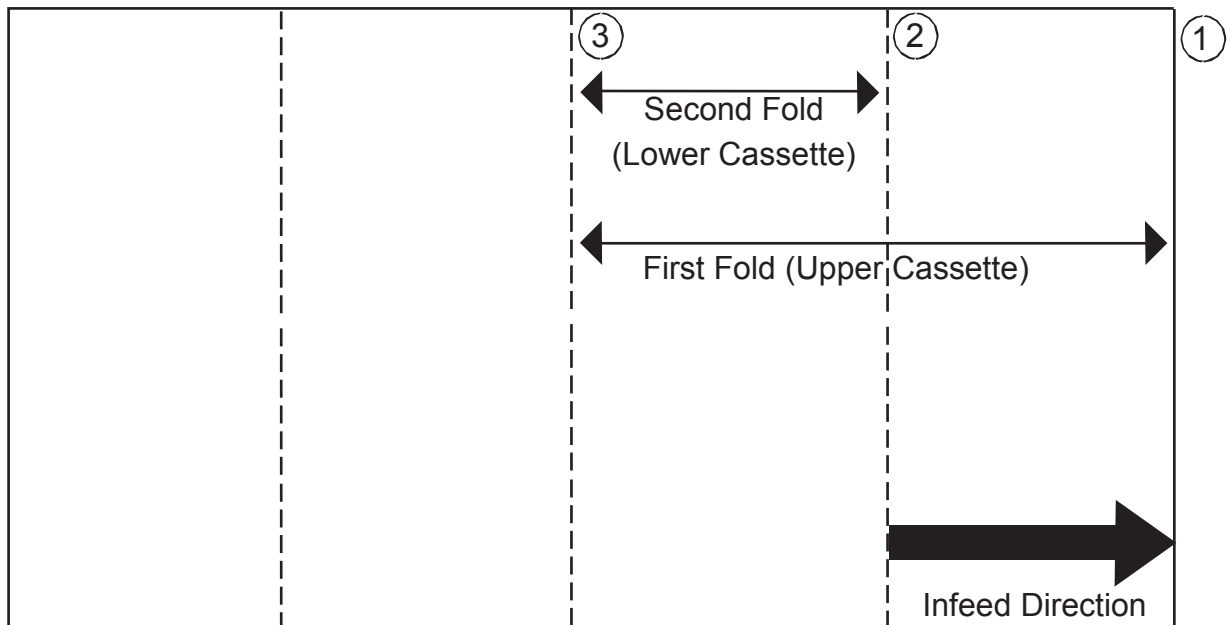 ③
②
①
Second Fold
(Lower Cassette)
First Fold (Upper Cassette)
Infeed Direction